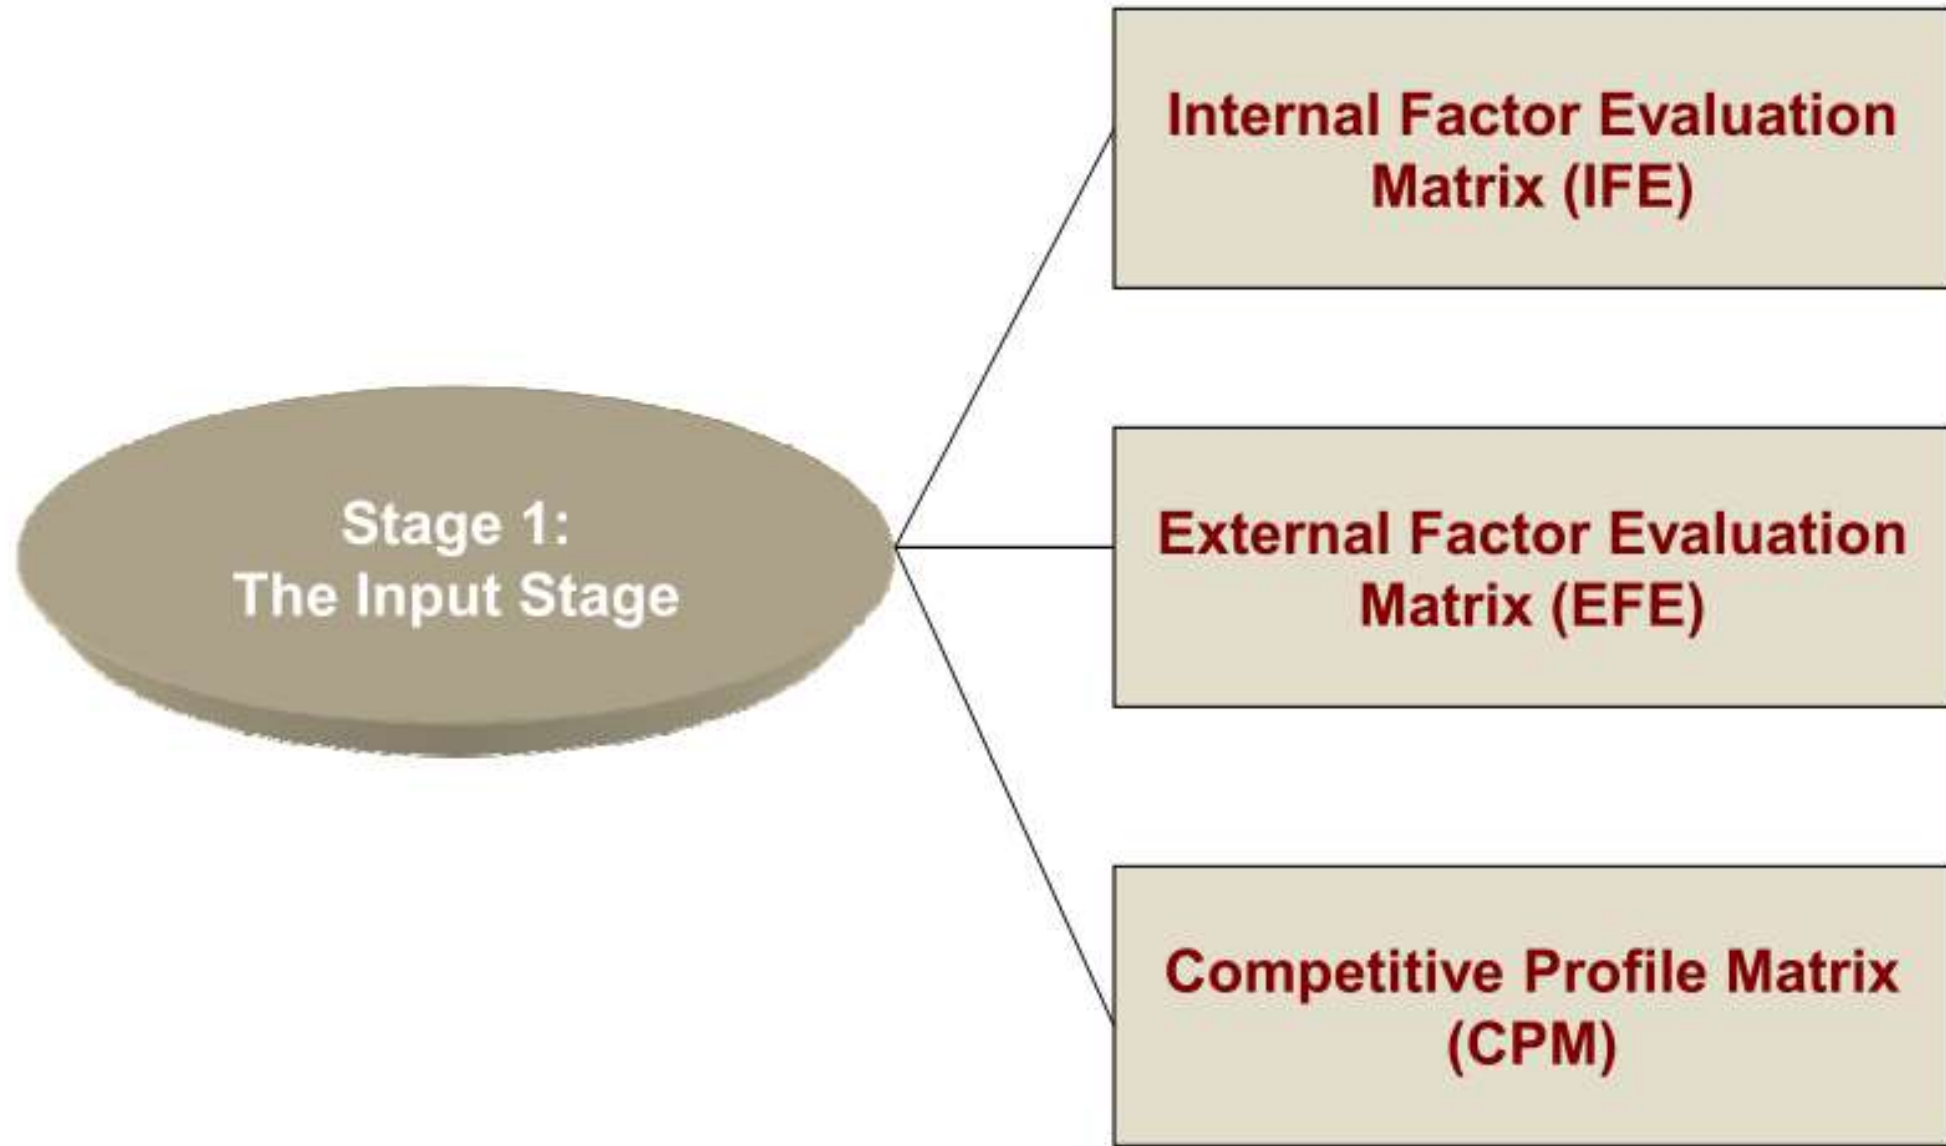 Internal Factor Evaluation
Matrix (IFE)
Stage 1:
The Input Stage
External Factor Evaluation
Matrix (EFE)
Competitive Profile Matrix
(CPM)